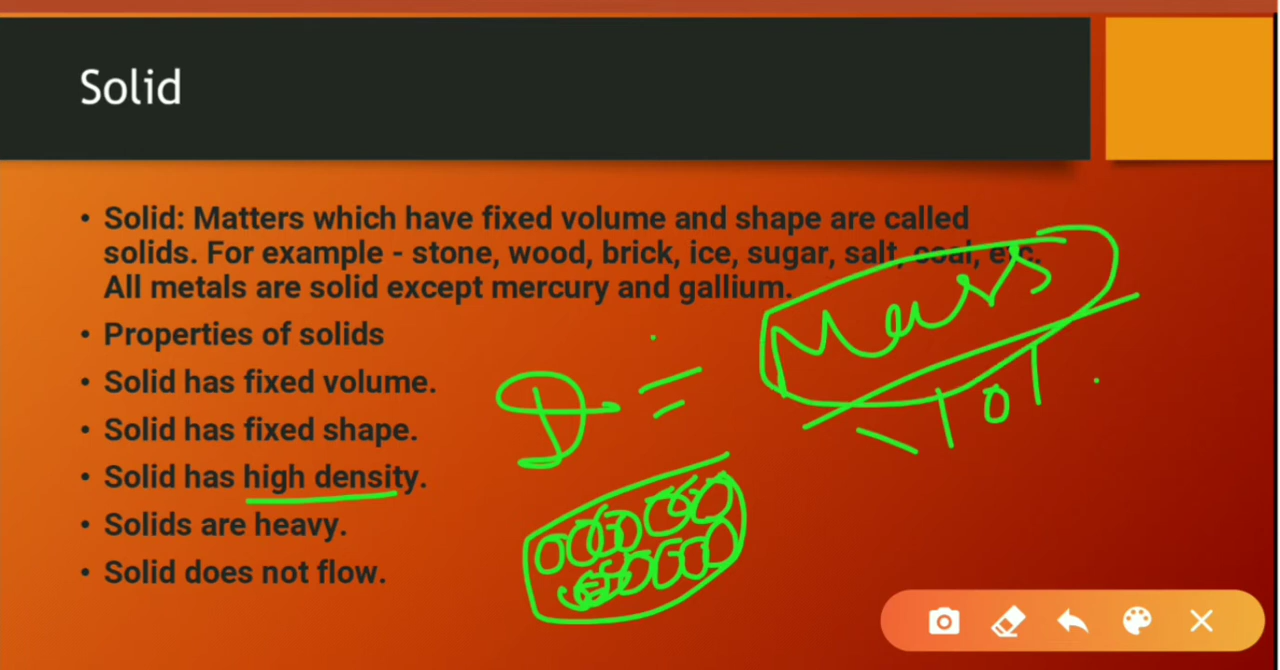 Solid
• Solid: Matters which have fixed volume and shape are called
solids. For example - stone, wood, brick, ice, sugar, salt, coal, etc.
All metals are solid except mercury and gallium.
• Properties of solids
• Solid has fixed volume.
• Solid has fixed shape.
• Solid has high density.
• Solids are heavy.
• Solid does not flow.
D = Mass
Vol.